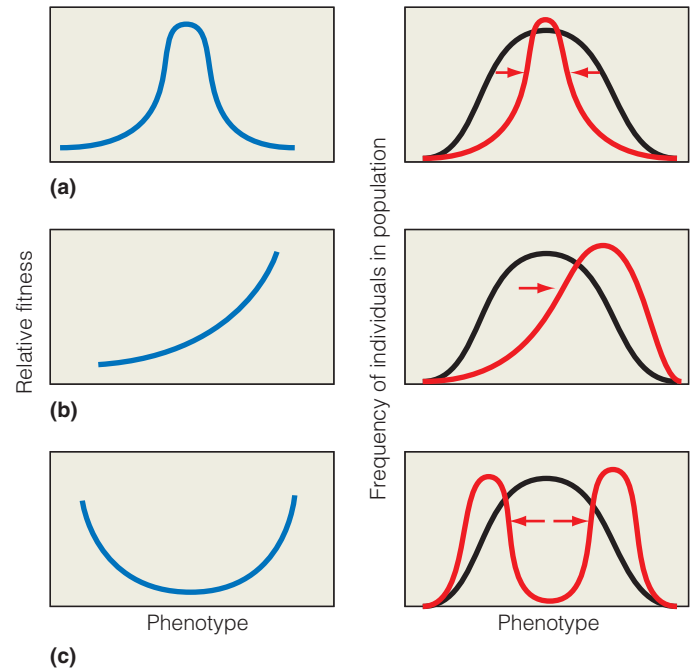 (a)
Relative fitness
Frequency of individuals in population
(b)
Phenotype
Phenotype
(c)